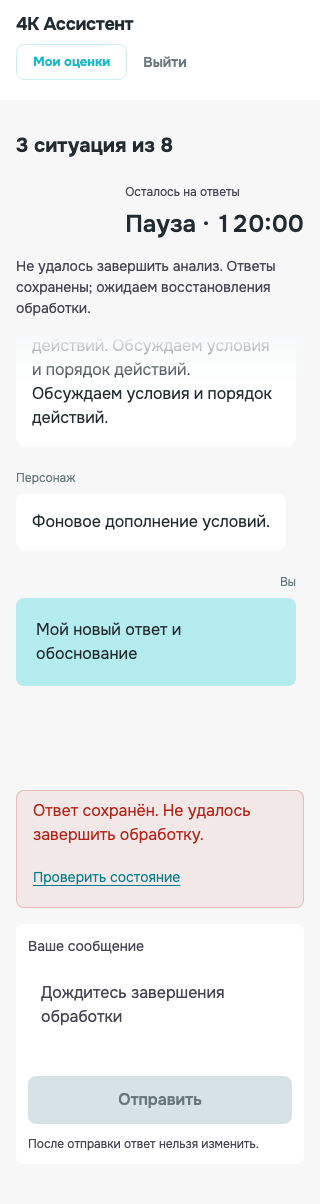 4К Ассистент
Мои оценки
Выйти
3 ситуация из 8
Осталось на ответы
Пауза · 120:00
Не удалось завершить анализ. Ответы
сохранены; ожидаем восстановления
обработки.
действий. Обсуждаем условия
и порядок действий.
Обсуждаем условия и порядок
действий.
Персонаж
Фоновое дополнение условий.
Вы
Мой новый ответ и
обоснование
Ответ сохранён. Не удалось
завершить обработку.
Проверить состояние
Ваше сообщение
Дождитесь завершения
обработки
Отправить
После отправки ответ нельзя изменить.